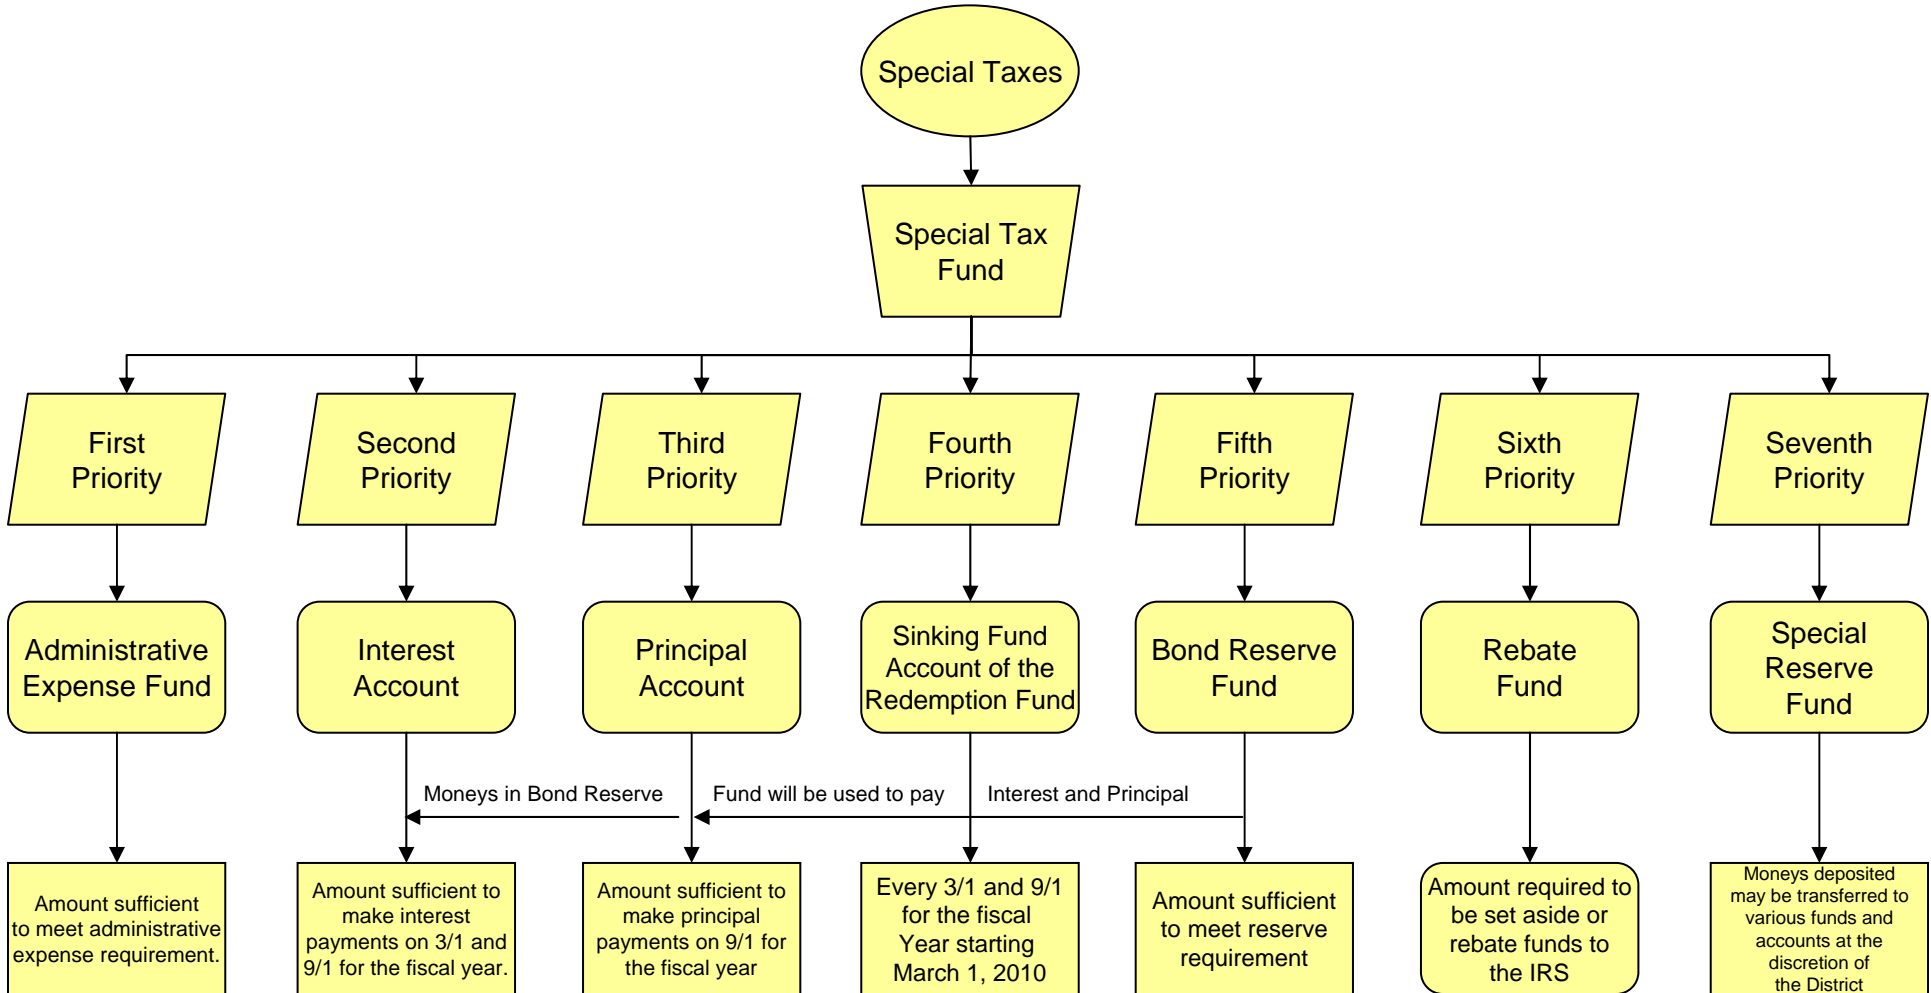 Special Taxes
Special Tax
Fund
First
Priority
Second
Priority
Third
Priority
Fourth
Priority
Fifth
Priority
Sixth
Priority
Seventh
Priority
Administrative
Expense Fund
Interest
Account
Principal
Account
Sinking Fund
Account of the
Redemption Fund
Bond Reserve
Fund
Rebate
Fund
Special
Reserve
Fund
Moneys in Bond Reserve
Fund will be used to pay
Interest and Principal
Amount sufficient
to meet administrative
expense requirement.
Amount sufficient to
make interest
payments on 3/1 and
9/1 for the fiscal year.
Amount sufficient to
make principal
payments on 9/1 for
the fiscal year
Every 3/1 and 9/1
for the fiscal
Year starting
March 1, 2010
Amount sufficient
to meet reserve
requirement
Amount required to
be set aside or
rebate funds to
the IRS
Moneys deposited
may be transferred to
various funds and
accounts at the
discretion of
the District